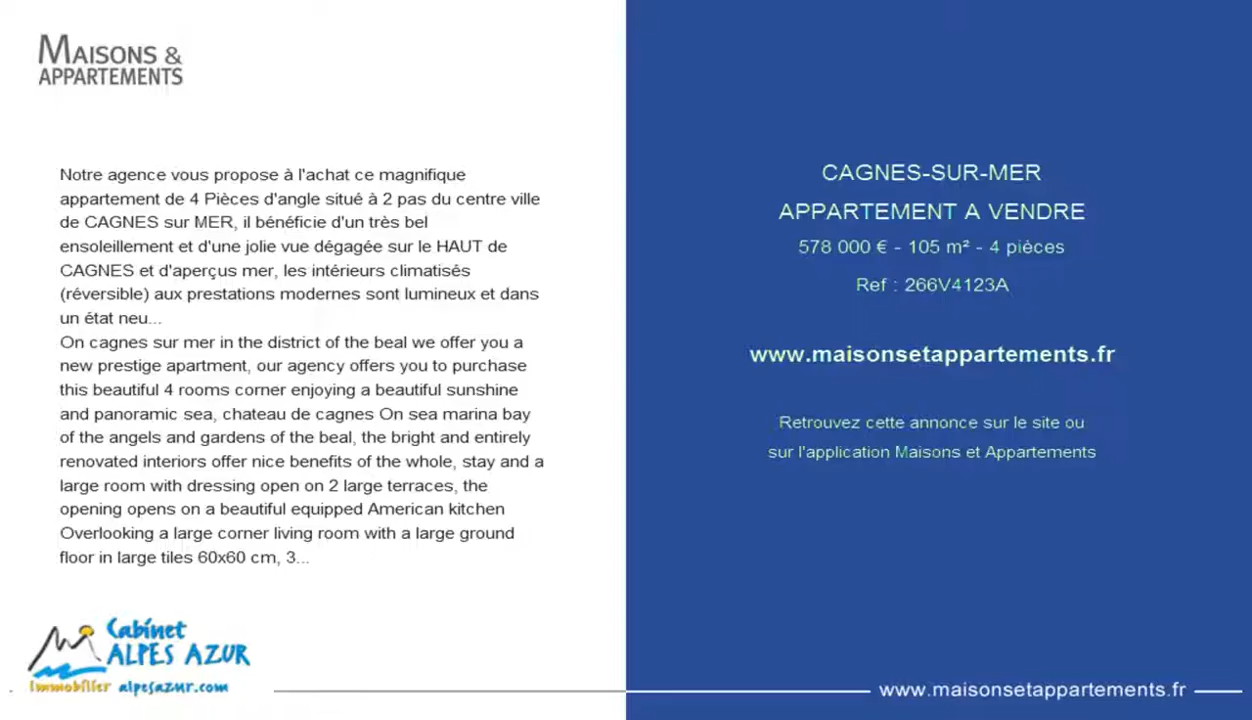 MAISONS &
APPARTEMENTS
Notre agence vous propose à l'achat ce magnifique
appartement de 4 Pièces d'angle situé à 2 pas du centre ville
de CAGNES sur MER, il bénéficie d'un très bel
ensoleillement et d'une jolie vue dégagée sur le HAUT de
CAGNES et d'aperçus mer, les intérieurs climatisés
(réversible) aux prestations modernes sont lumineux et dans
un état neu...
On cagnes sur mer in the district of the beal we offer you a
new prestige apartment, our agency offers you to purchase
this beautiful 4 rooms corner enjoying a beautiful sunshine
and panoramic sea, chateau de cagnes On sea marina bay
of the angels and gardens of the beal, the bright and entirely
renovated interiors offer nice benefits of the whole, stay and a
large room with dressing open on 2 large terraces, the
opening opens on a beautiful equipped American kitchen
Overlooking a large corner living room with a large ground
floor in large tiles 60x60 cm, 3...
Cabinet
ALPES AZUR
Immobilier alpesazur.com
CAGNES-SUR-MER
APPARTEMENT A VENDRE
578 000 € - 105 m² - 4 pièces
Ref : 266V4123A
www.maisonsetappartements.fr
Retrouvez cette annonce sur le site ou
sur l'application Maisons et Appartements
www.maisonsetappartements.fr